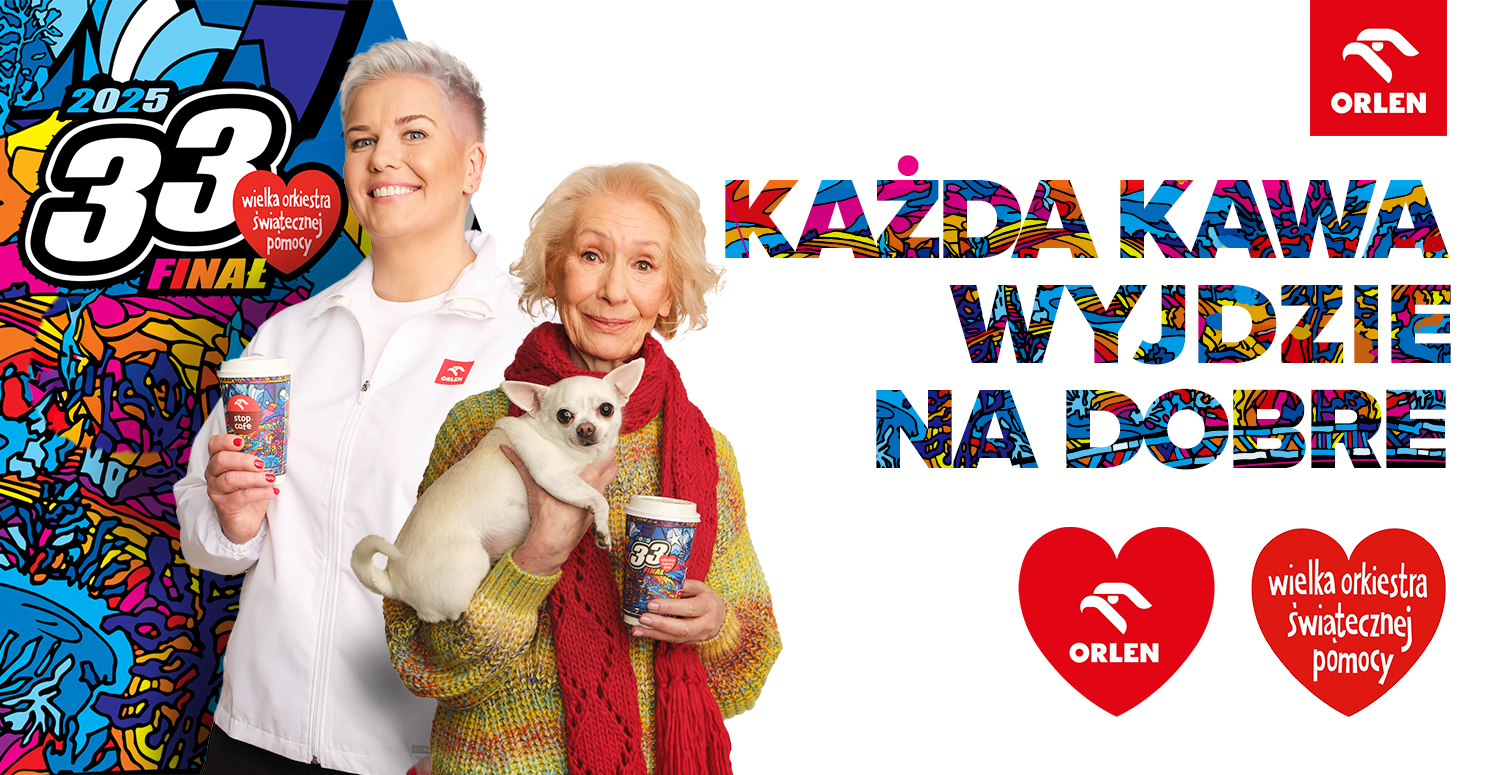 2025
33
FINAŁ
wielka orkiestra
świątecznej
pomocy
ORLEN
KAŻDA KAWA
WYJDZIE
NA DOBRE
ORLEN
stop
cafe
33
FINAŁ
ORLEN
wielka orkiestra
świątecznej
pomocy